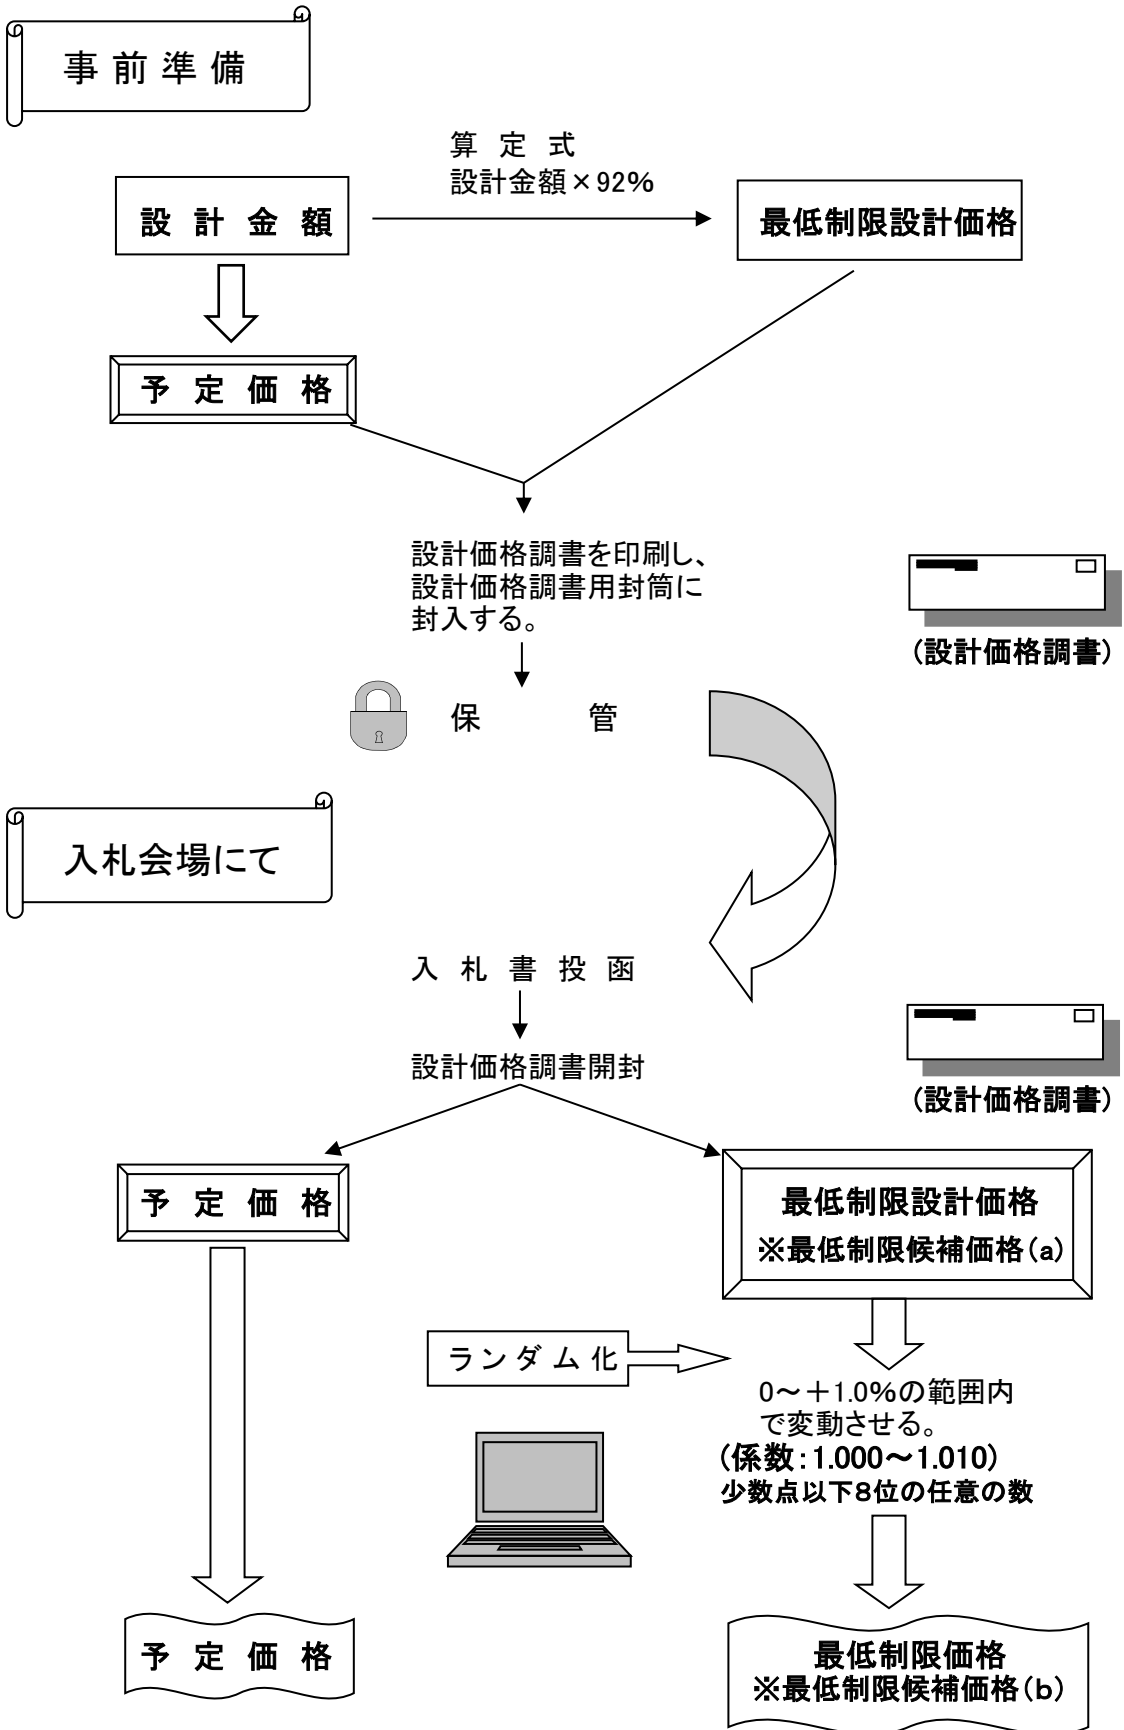 事前準備
算定式
設計金額×92%
設計金額
最低制限設計価格
予定価格
設計価格調書を印刷し、
設計価格調書用封筒に
封入する。
(設計価格調書)
保管
入札会場にて
入札書投函
設計価格調書開封
(設計価格調書)
予定価格
最低制限設計価格
※最低制限候補価格(a)
ランダム化
0～＋1.0%の範囲内
で変動させる。
(係数:1.000～1.010)
少数点以下8位の任意の数
予定価格
最低制限価格
※最低制限候補価格(b)